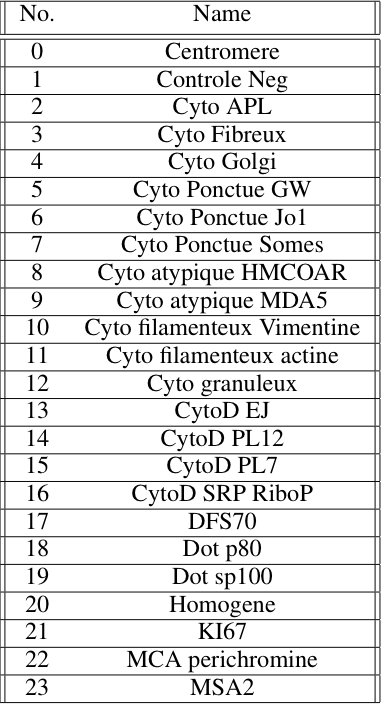 No. Name
0 Centromere
1 Controle Neg
2 Cyto APL
3 Cyto Fibreux
4 Cyto Golgi
5 Cyto Ponctue GW
6 Cyto Ponctue Jo1
7 Cyto Ponctue Somes
8 Cyto atypique HMCOAR
9 Cyto atypique MDA5
10 Cyto filamenteux Vimentine
11 Cyto filamenteux actine
12 Cyto granuleux
13 CytoD EJ
14 CytoD PL12
15 CytoD PL7
16 CytoD SRP RiboP
17 DFS70
18 Dot p80
19 Dot sp100
20 Homogene
21 KI67
22 MCA perichromine
23 MSA2